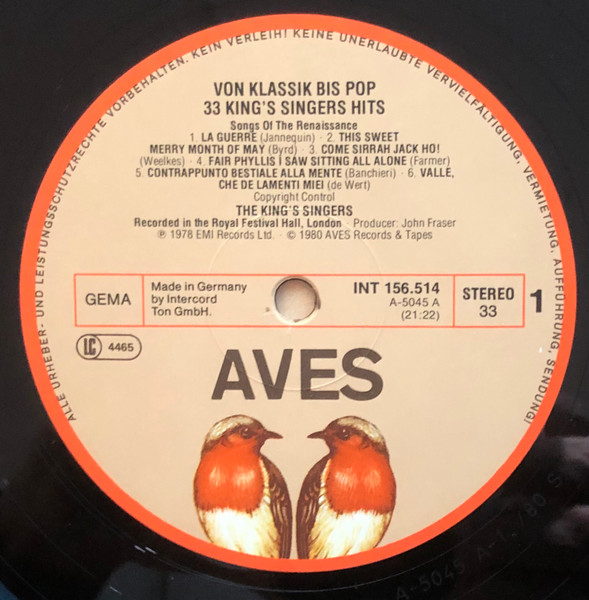 ALLE URHEBER- UND LEISTUNGSSCHUTZRECHTE VORBEHALTEN. KEIN VERLEIH! KEINE UNERLAUBTE VERVIELFÄLTIGUNG, VERMIETUNG, AUFFÜHRUNG, SENDUNG!
VON KLASSIK BIS POP
33 KING'S SINGERS HITS
Songs Of The Renaissance
1. LA GUERRE (Jannequin) · 2. THIS SWEET
MERRY MONTH OF MAY (Byrd) · 3. COME SIRRAH JACK HO!
(Weelkes) · 4. FAIR PHYLLIS I SAW SITTING ALL ALONE (Farmer)
5. CONTRAPPUNTO BESTIALE ALLA MENTE (Banchieri) · 6. VALLE,
CHE DE LAMENTI MIEI (de Wert)
Copyright Control
THE KING'S SINGERS
Recorded in the Royal Festival Hall, London · Producer: John Fraser
℗ 1978 EMI Records Ltd. · © 1980 AVES Records & Tapes
GEMA
Made in Germany
by Intercord
Ton GmbH.
INT 156.514
A-5045 A
(21:22)
STEREO
33
1
LC 4465
AVES
A-5045 A-1 /80 S